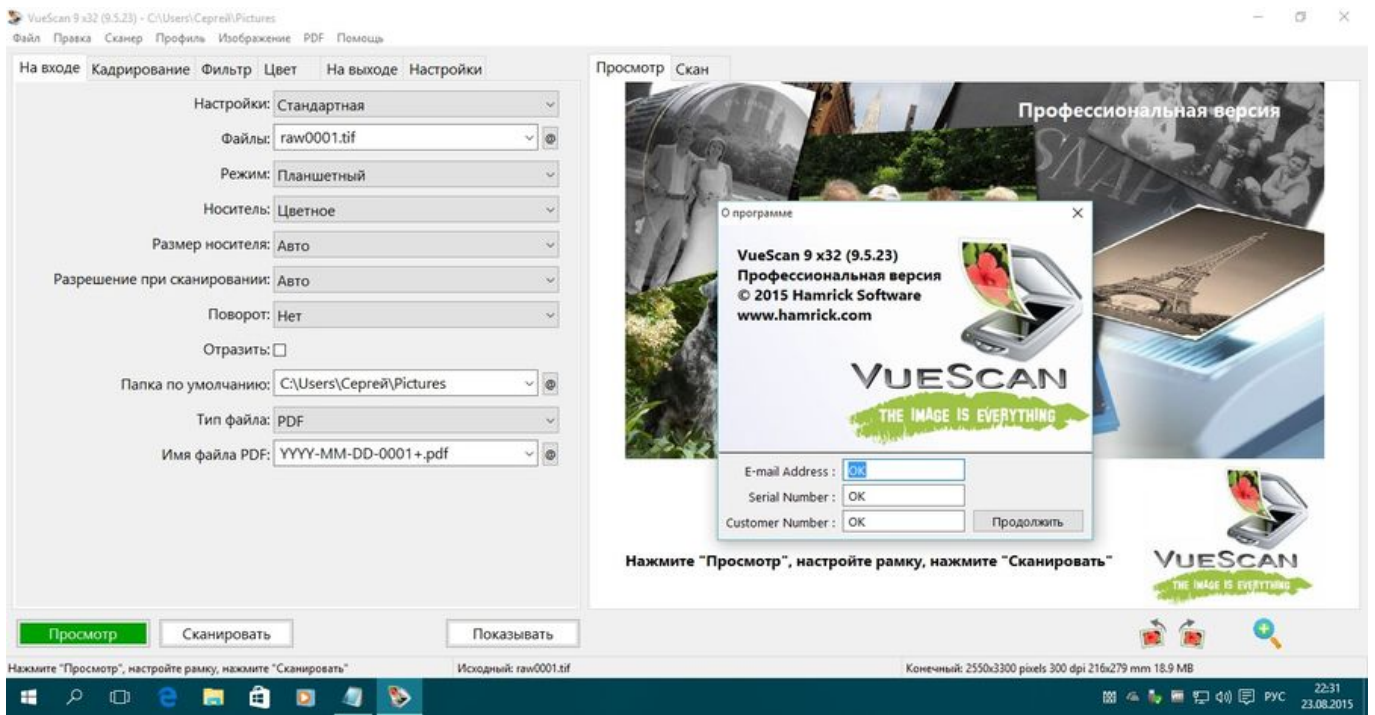 VueScan 9 x32 (9.5.23) - C:\Users\Сергей\Pictures
Файл Правка Сканер Профиль Изображение PDF Помощь
На входе Кадрирование Фильтр Цвет На выходе Настройки
Настройки: Стандартная
Файлы: raw0001.tif @
Режим: Планшетный
Носитель: Цветное
Размер носителя: Авто
Разрешение при сканировании: Авто
Поворот: Нет
Отразить:
Папка по умолчанию: C:\Users\Сергей\Pictures @
Тип файла: PDF
Имя файла PDF: YYYY-MM-DD-0001+.pdf @
Просмотр Скан
Профессиональная версия
SNAP
О программе
VueScan 9 x32 (9.5.23)
Профессиональная версия
© 2015 Hamrick Software
www.hamrick.com
VUESCAN
THE IMAGE IS EVERYTHING
E-mail Address : OK
Serial Number : OK
Customer Number : OK Продолжить
Нажмите "Просмотр", настройте рамку, нажмите "Сканировать"
VUESCAN
THE IMAGE IS EVERYTHING
Просмотр Сканировать Показывать
Нажмите "Просмотр", настройте рамку, нажмите "Сканировать" Исходный: raw0001.tif Конечный: 2550x3300 pixels 300 dpi 216x279 mm 18.9 MB
РУС 22:31
23.08.2015